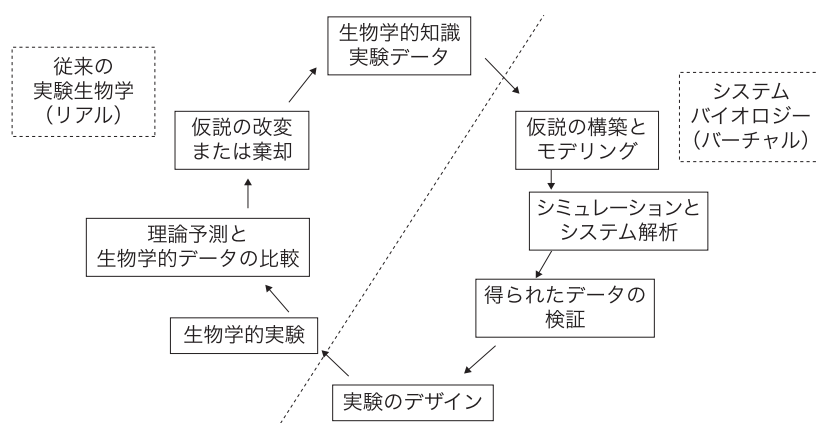 生物学的知識
実験データ
従来の
実験生物学
（リアル）
システム
バイオロジー
（バーチャル）
仮説の改変
または棄却
仮説の構築と
モデリング
シミュレーションと
システム解析
理論予測と
生物学的データの比較
得られたデータの
検証
生物学的実験
実験のデザイン